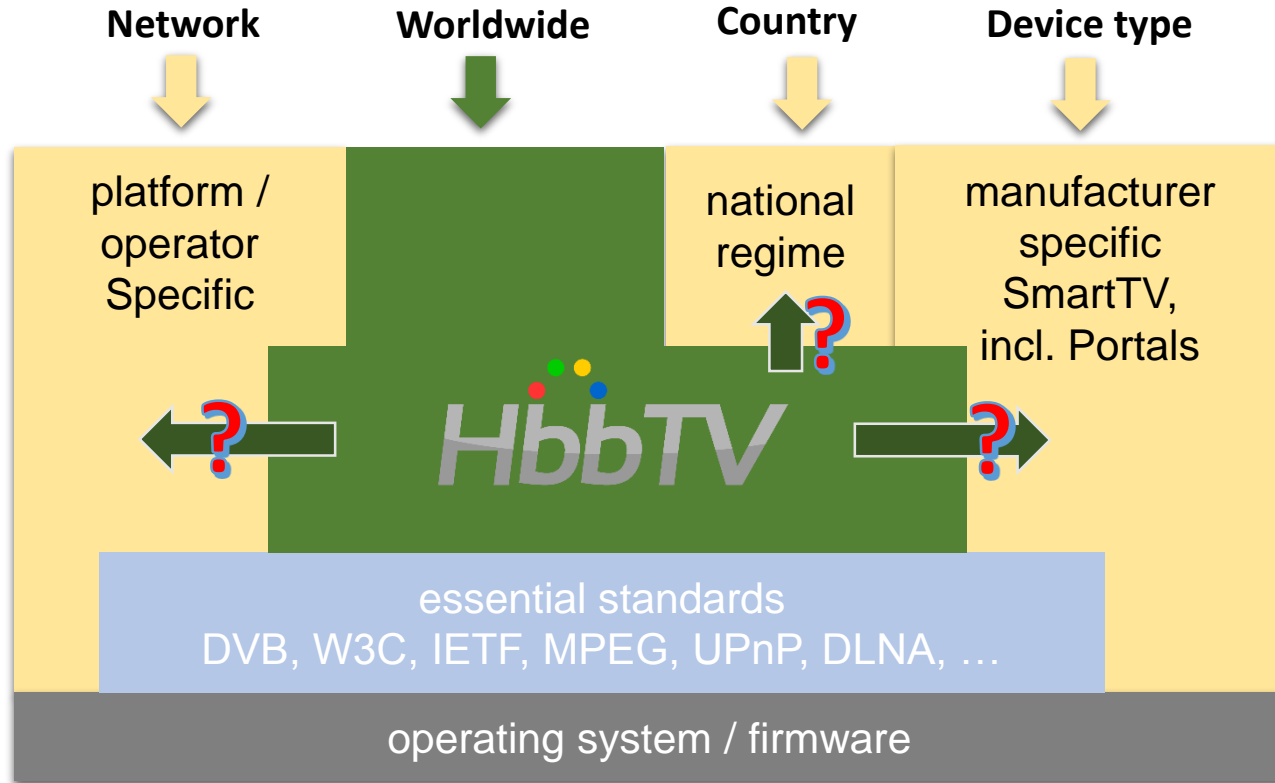 Network
Worldwide
Country
Device type
platform /
operator
Specific
national
regime
manufacturer
specific
SmartTV,
incl. Portals
?
?
?
HbbTV
essential standards
DVB, W3C, IETF, MPEG, UPnP, DLNA, …
operating system / firmware